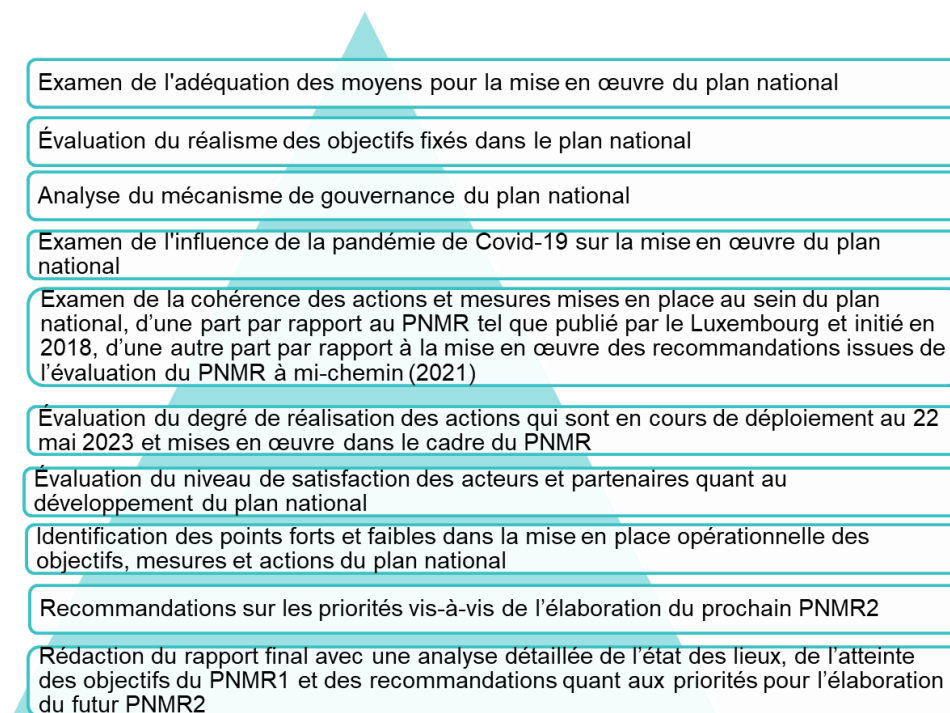 Examen de l'adéquation des moyens pour la mise en œuvre du plan national
Évaluation du réalisme des objectifs fixés dans le plan national
Analyse du mécanisme de gouvernance du plan national
Examen de l'influence de la pandémie de Covid-19 sur la mise en œuvre du plan
national
Examen de la cohérence des actions et mesures mises en place au sein du plan
national, d’une part par rapport au PNMR tel que publié par le Luxembourg et initié en
2018, d’une autre part par rapport à la mise en œuvre des recommandations issues de
l’évaluation du PNMR à mi-chemin (2021)
Évaluation du degré de réalisation des actions qui sont en cours de déploiement au 22
mai 2023 et mises en œuvre dans le cadre du PNMR
Évaluation du niveau de satisfaction des acteurs et partenaires quant au
développement du plan national
Identification des points forts et faibles dans la mise en place opérationnelle des
objectifs, mesures et actions du plan national
Recommandations sur les priorités vis-à-vis de l’élaboration du prochain PNMR2
Rédaction du rapport final avec une analyse détaillée de l’état des lieux, de l’atteinte
des objectifs du PNMR1 et des recommandations quant aux priorités pour l’élaboration
du futur PNMR2